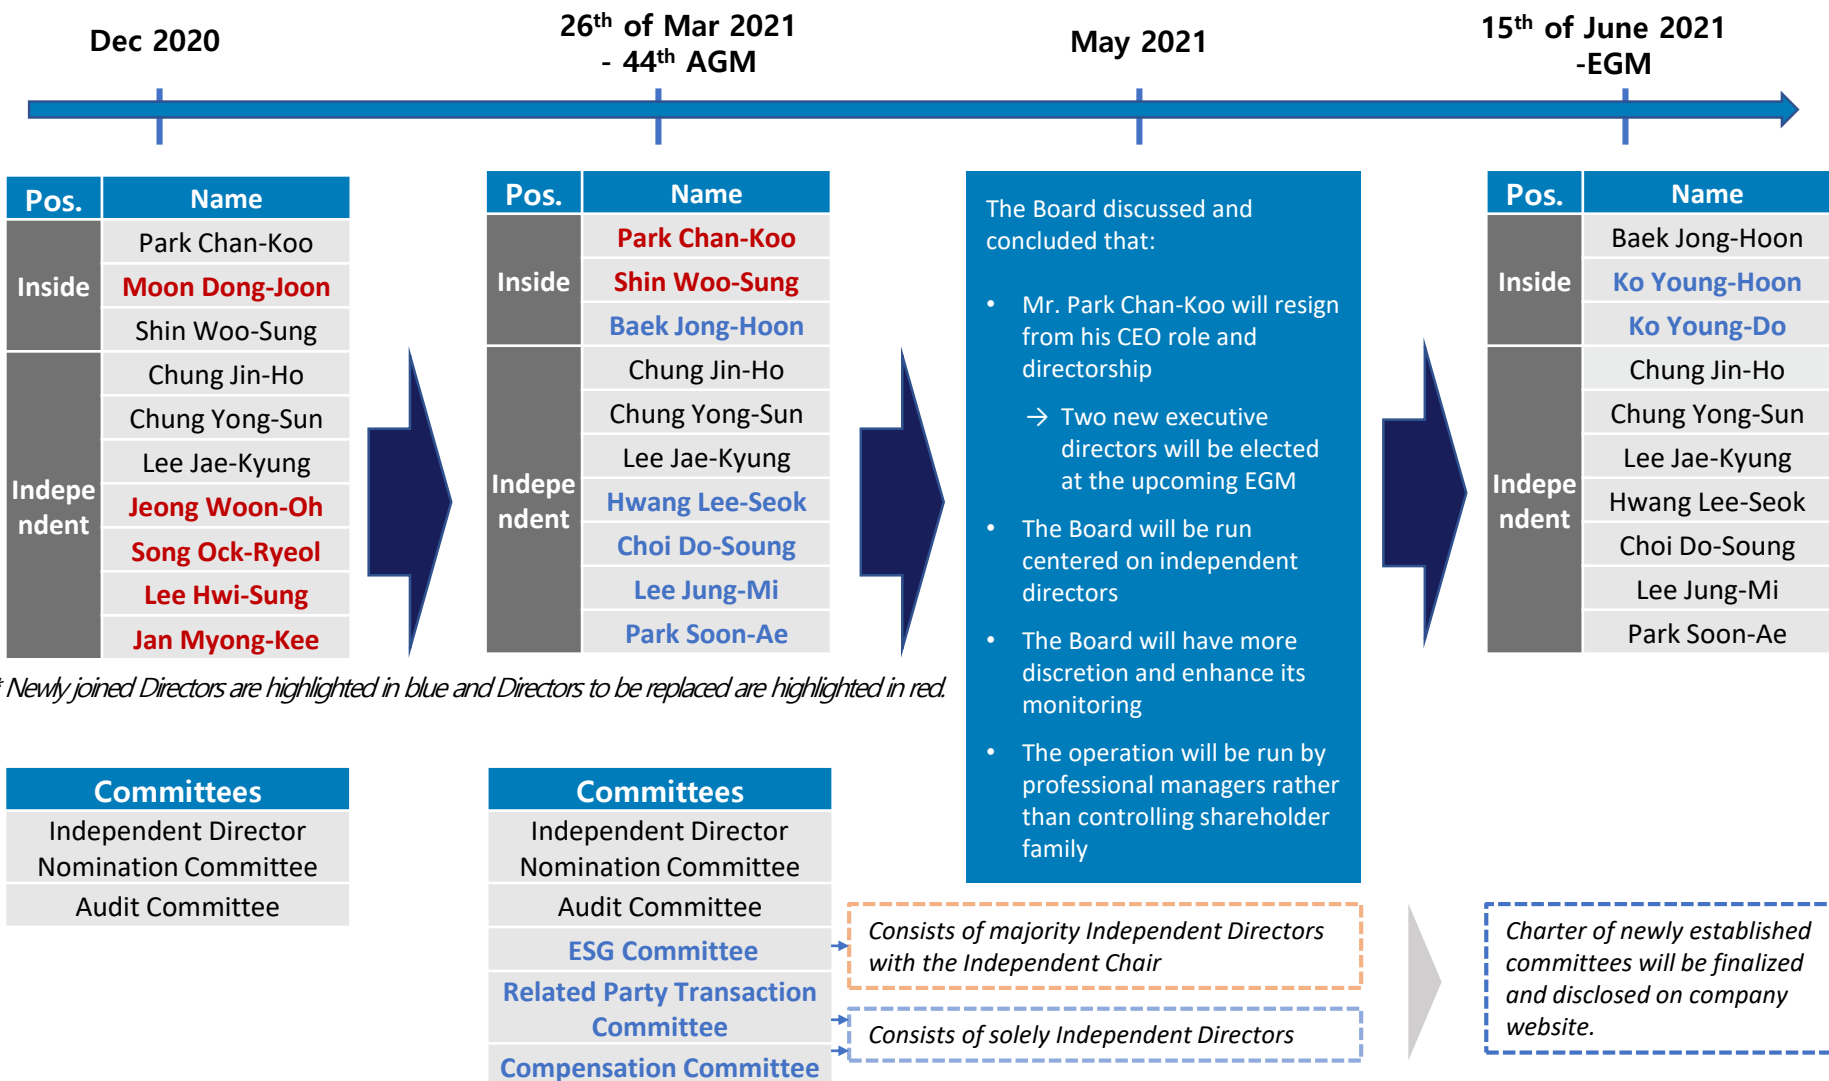 Dec 2020
26th of Mar 2021
- 44th AGM
May 2021
15th of June 2021
-EGM
Pos.
Name
Inside
Park Chan-Koo
Moon Dong-Joon
Shin Woo-Sung
Indepe
ndent
Chung Jin-Ho
Chung Yong-Sun
Lee Jae-Kyung
Jeong Woon-Oh
Song Ock-Ryeol
Lee Hwi-Sung
Jan Myong-Kee
Pos.
Name
Inside
Park Chan-Koo
Shin Woo-Sung
Baek Jong-Hoon
Indepe
ndent
Chung Jin-Ho
Chung Yong-Sun
Lee Jae-Kyung
Hwang Lee-Seok
Choi Do-Soung
Lee Jung-Mi
Park Soon-Ae
The Board discussed and
concluded that:
• Mr. Park Chan-Koo will resign
from his CEO role and
directorship
→ Two new executive
directors will be elected
at the upcoming EGM
• The Board will be run
centered on independent
directors
• The Board will have more
discretion and enhance its
monitoring
• The operation will be run by
professional managers rather
than controlling shareholder
family
Pos.
Name
Inside
Baek Jong-Hoon
Ko Young-Hoon
Ko Young-Do
Indepe
ndent
Chung Jin-Ho
Chung Yong-Sun
Lee Jae-Kyung
Hwang Lee-Seok
Choi Do-Soung
Lee Jung-Mi
Park Soon-Ae
* Newly joined Directors are highlighted in blue and Directors to be replaced are highlighted in red.
Committees
Independent Director
Nomination Committee
Audit Committee
Committees
Independent Director
Nomination Committee
Audit Committee
ESG Committee
Related Party Transaction
Committee
Compensation Committee
Consists of majority Independent Directors
with the Independent Chair
Consists of solely Independent Directors
Charter of newly established
committees will be finalized
and disclosed on company
website.